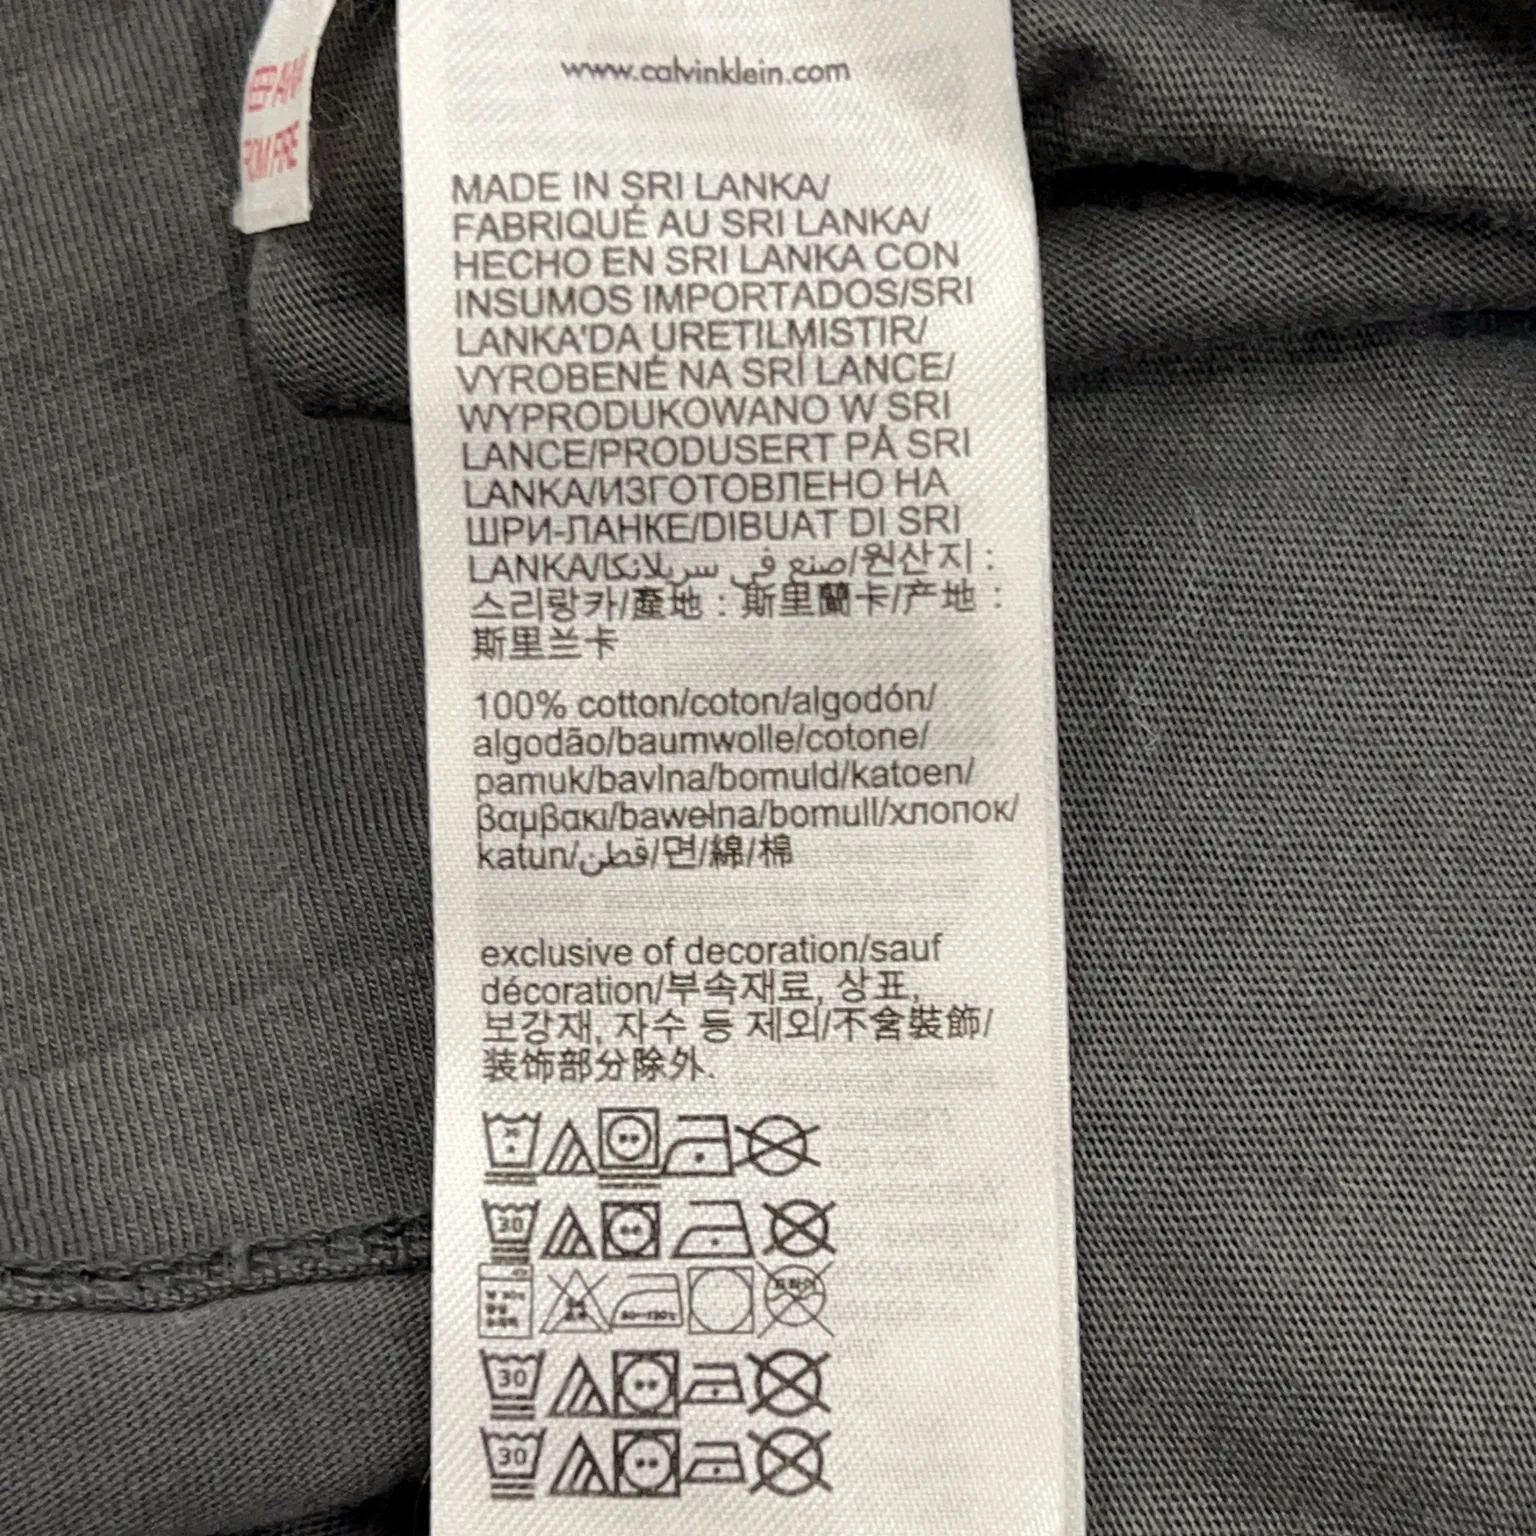 FROM FIRE
www.calvinklein.com
MADE IN SRI LANKA/
FABRIQUÉ AU SRI LANKA/
HECHO EN SRI LANKA CON
INSUMOS IMPORTADOS/SRI
LANKA'DA URETILMISTIR/
VYROBENÉ NA SRÍ LANCE/
WYPRODUKOWANO W SRI
LANCE/PRODUSERT PÅ SRI
LANKA/ИЗГОТОВЛЕНО НА
ШРИ-ЛАНКЕ/DIBUAT DI SRI
LANKA/صنع في سريلانكا/원산지 :
스리랑카/產地 : 斯里蘭卡/产地 :
斯里兰卡
100% cotton/coton/algodón/
algodão/baumwolle/cotone/
pamuk/bavlna/bomuld/katoen/
βαμβακι/bawełna/bomull/хлопок/
katun/قطن/면/綿/棉
exclusive of decoration/sauf
décoration/부속재료, 상표,
보강재, 자수 등 제외/不含裝飾/
装饰部分除外.
30
30
30